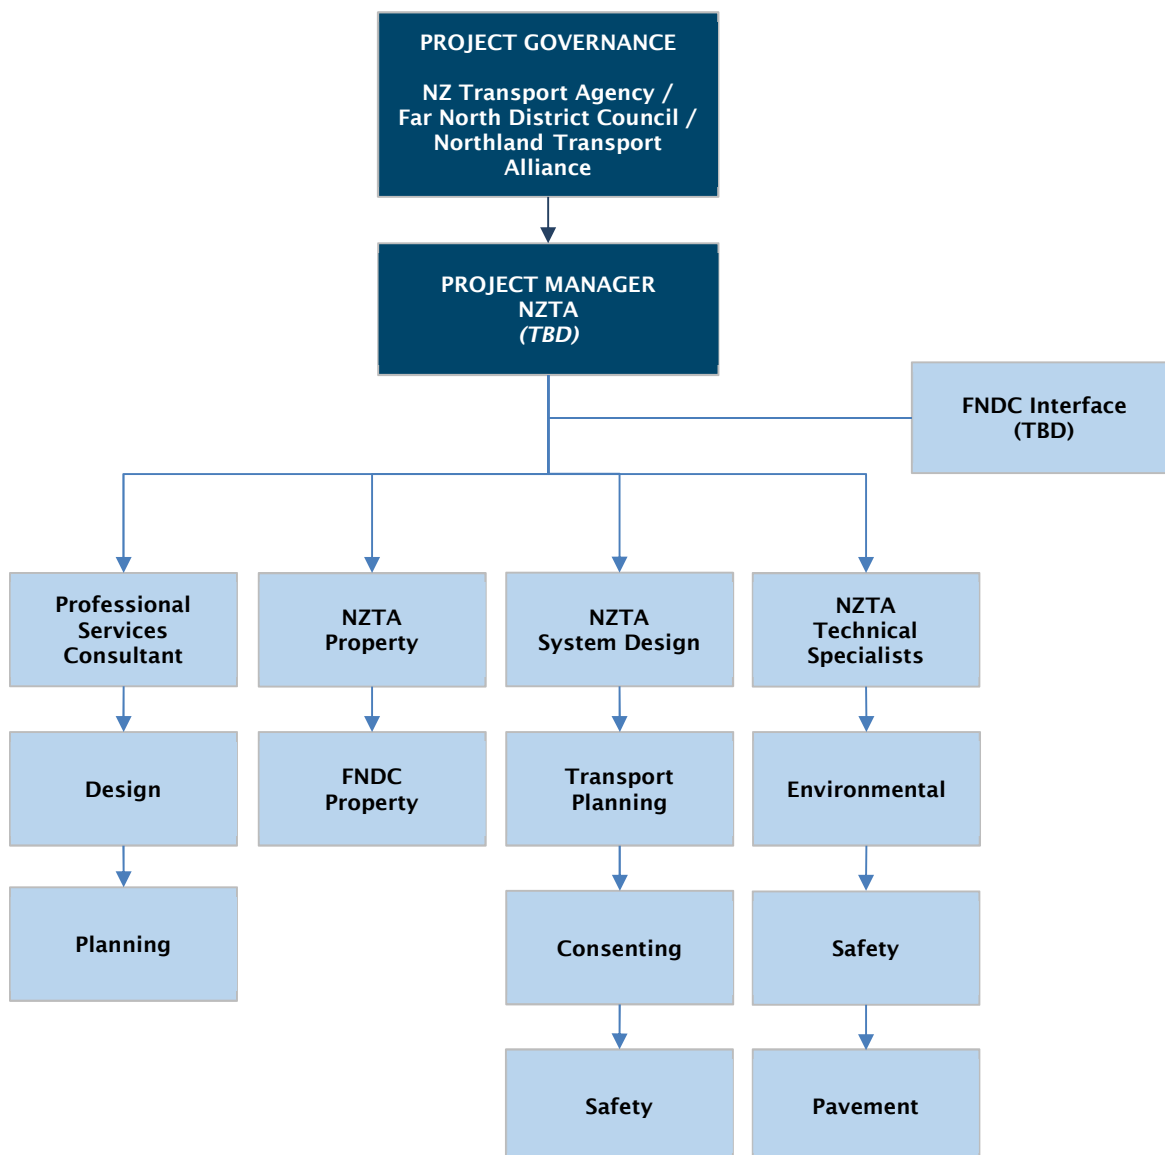 PROJECT GOVERNANCE
NZ Transport Agency /
Far North District Council /
Northland Transport
Alliance
PROJECT MANAGER
NZTA
(TBD)
FNDC Interface
(TBD)
Professional
Services
Consultant
NZTA
Property
NZTA
System Design
NZTA
Technical
Specialists
Design
FNDC
Property
Transport
Planning
Environmental
Planning
Consenting
Safety
Safety
Pavement